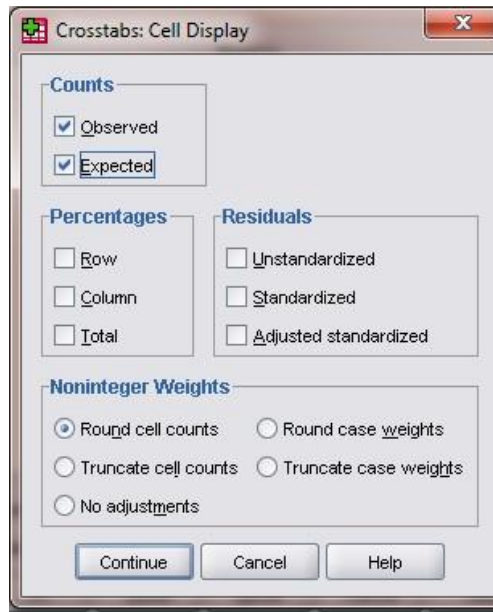 Crosstabs: Cell Display
Counts
Observed
Expected
Percentages
Row
Column
Total
Residuals
Unstandardized
Standardized
Adjusted standardized
Noninteger Weights
Round cell counts
Round case weights
Truncate cell counts
Truncate case weights
No adjustments
Continue
Cancel
Help